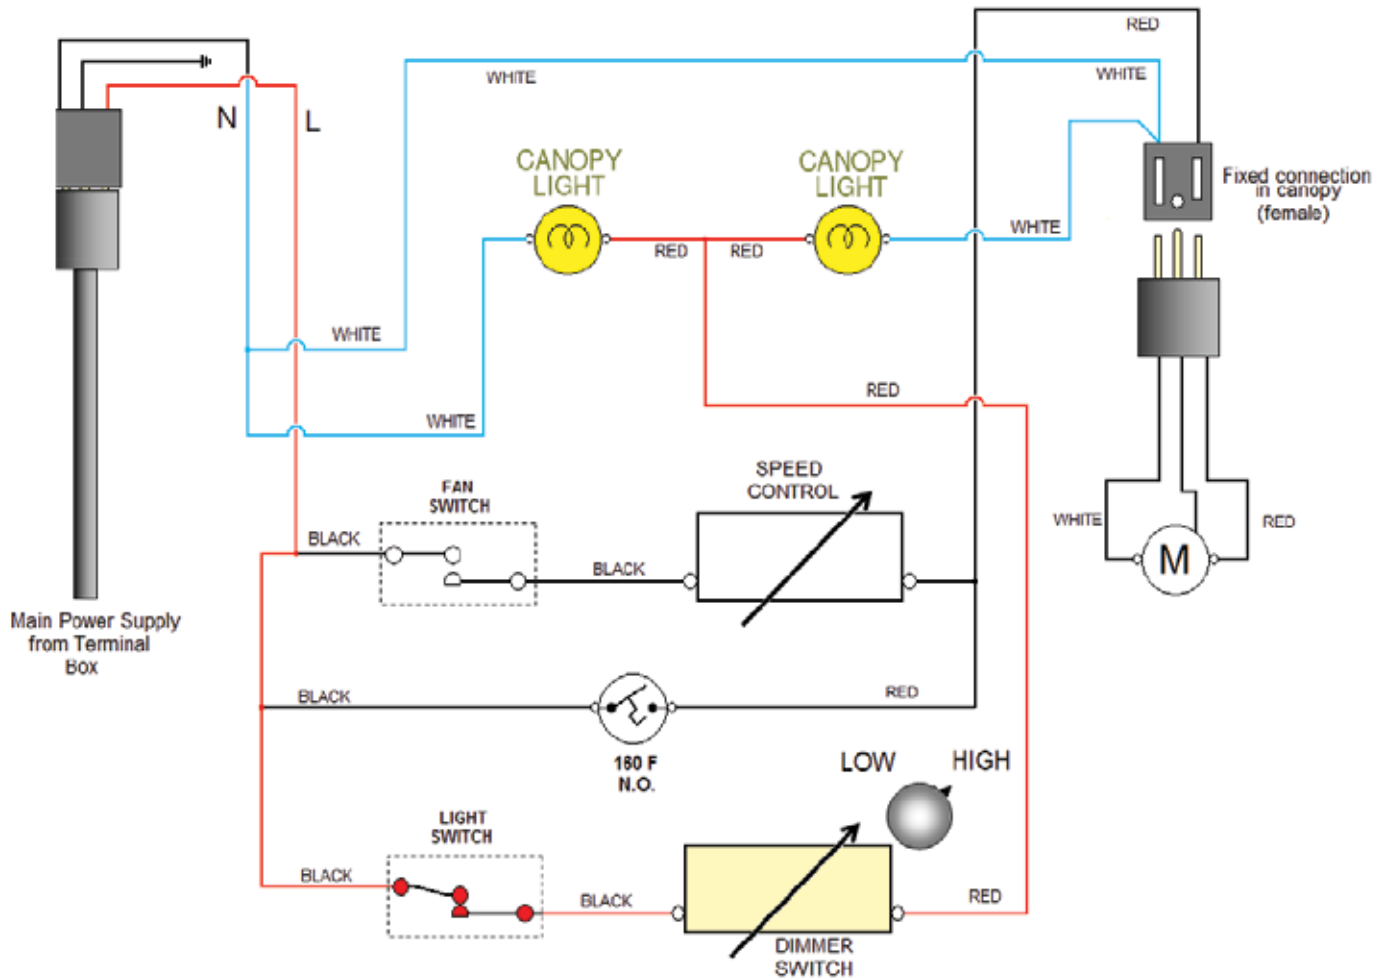 RED
WHITE
WHITE
N
L
CANOPY
LIGHT
CANOPY
LIGHT
Fixed connection
in canopy
(female)
RED
RED
WHITE
WHITE
RED
WHITE
SPEED
CONTROL
FAN
SWITCH
BLACK
BLACK
WHITE
M
RED
Main Power Supply
from Terminal
Box
BLACK
RED
160 F
N.O.
LOW
HIGH
LIGHT
SWITCH
BLACK
BLACK
RED
DIMMER
SWITCH